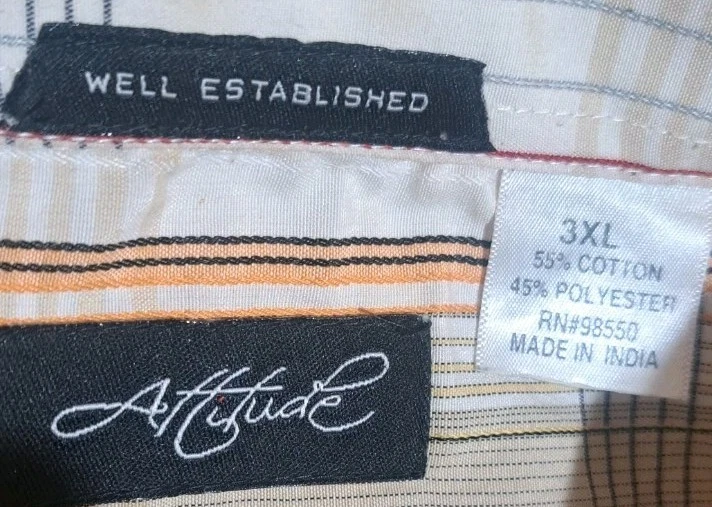 WELL ESTABLISHED
3XL
55% COTTON
45% POLYESTER
RN#98550
MADE IN INDIA
Attitude